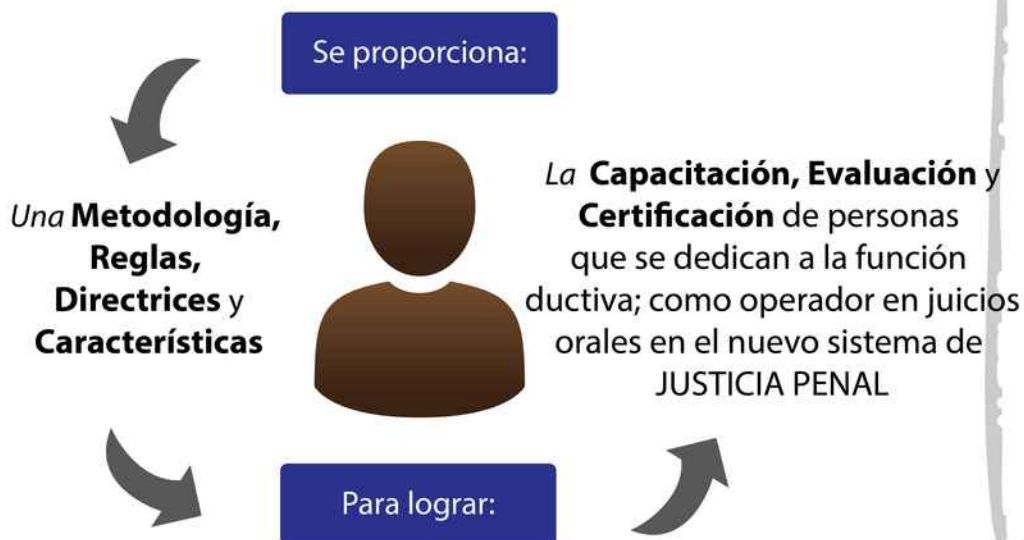 Se proporciona:
Una Metodología,
Reglas,
Directrices y
Características
Para lograr:
La Capacitación, Evaluación y
Certificación de personas
que se dedican a la función
ductiva; como operador en juicios
orales en el nuevo sistema de
JUSTICIA PENAL